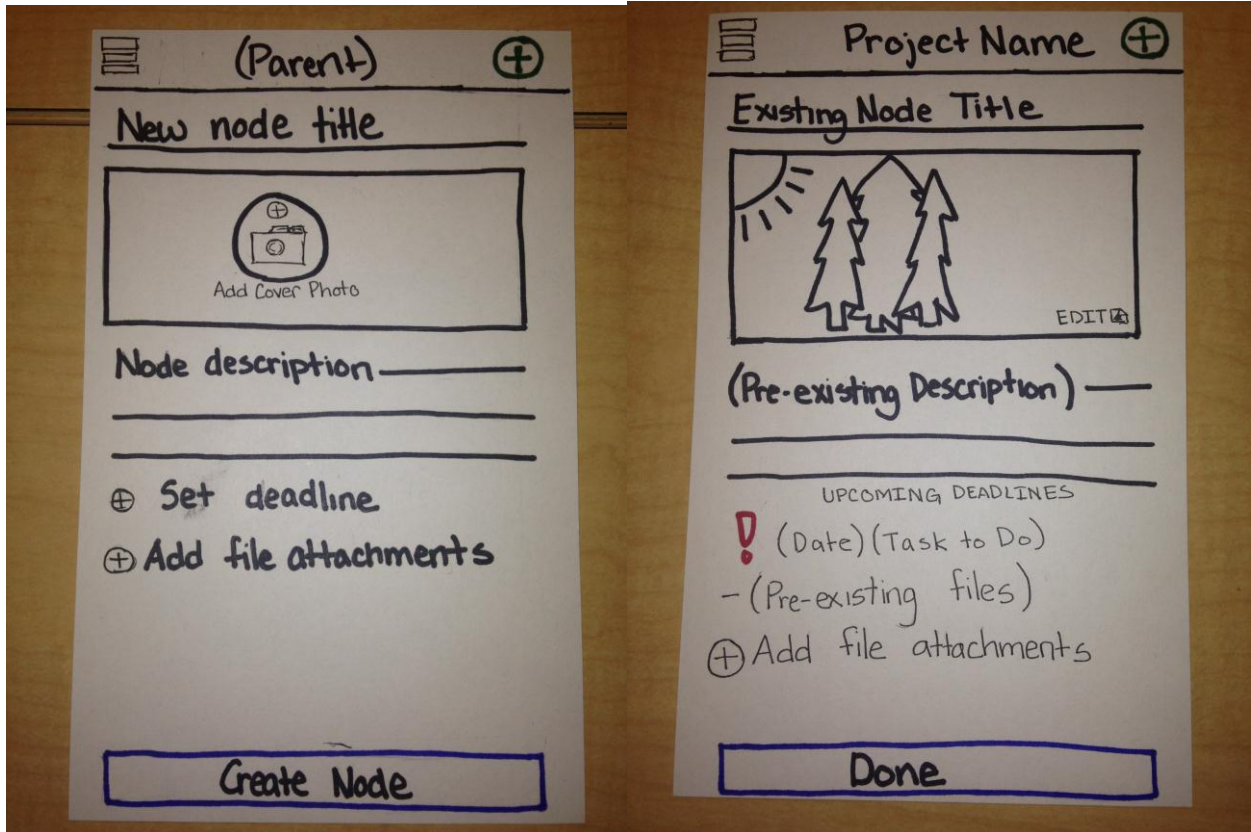 (Parent)
New node title
Add Cover Photo
Node description
Set deadline
Add file attachments
Create Node
Project Name
Existing Node Title
EDIT
(Pre-existing Description)
UPCOMING DEADLINES
! (Date) (Task to Do)
- (Pre-existing files)
Add file attachments
Done